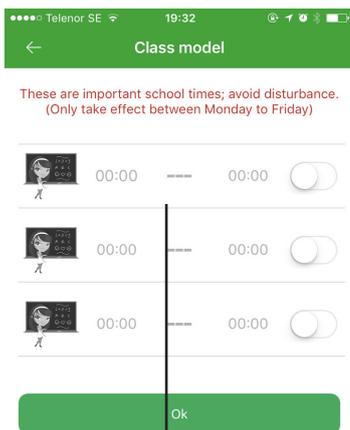 Telenor SE 19:32
Class model
These are important school times; avoid disturbance.
(Only take effect between Monday to Friday)
00:00 --- 00:00
00:00 --- 00:00
00:00 --- 00:00
Ok